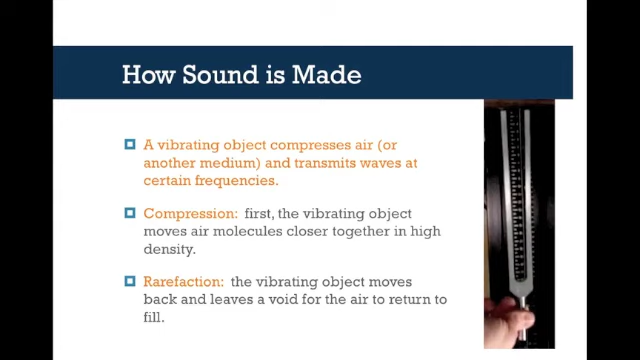 How Sound is Made
A vibrating object compresses air (or
another medium) and transmits waves at
certain frequencies.
Compression:  first, the vibrating object
moves air molecules closer together in high
density.
Rarefaction:  the vibrating object moves
back and leaves a void for the air to return to
fill.